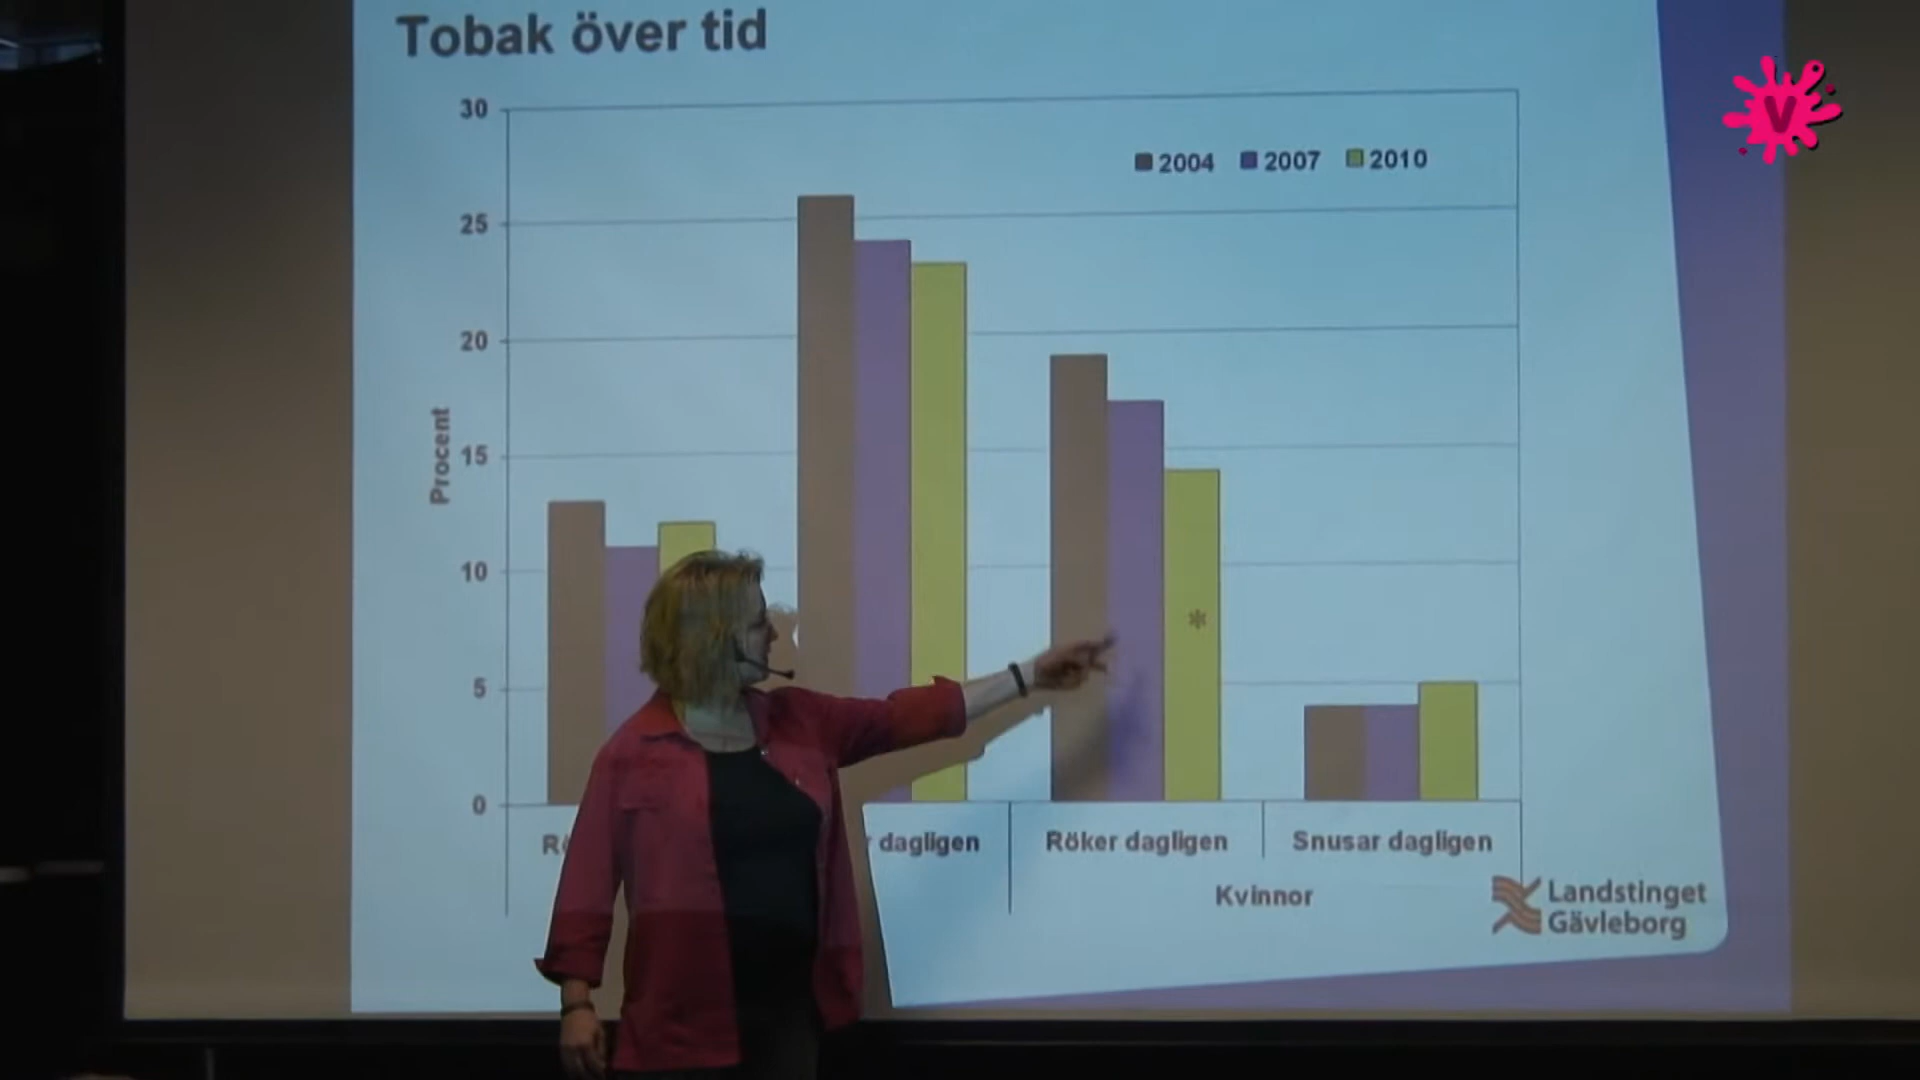 Tobak över tid
V
30
2004 2007 2010
25
20
15
10
5
0
Procent
dagligen
Röker dagligen
Snusar dagligen
Kvinnor
*
Landstinget
Gävleborg